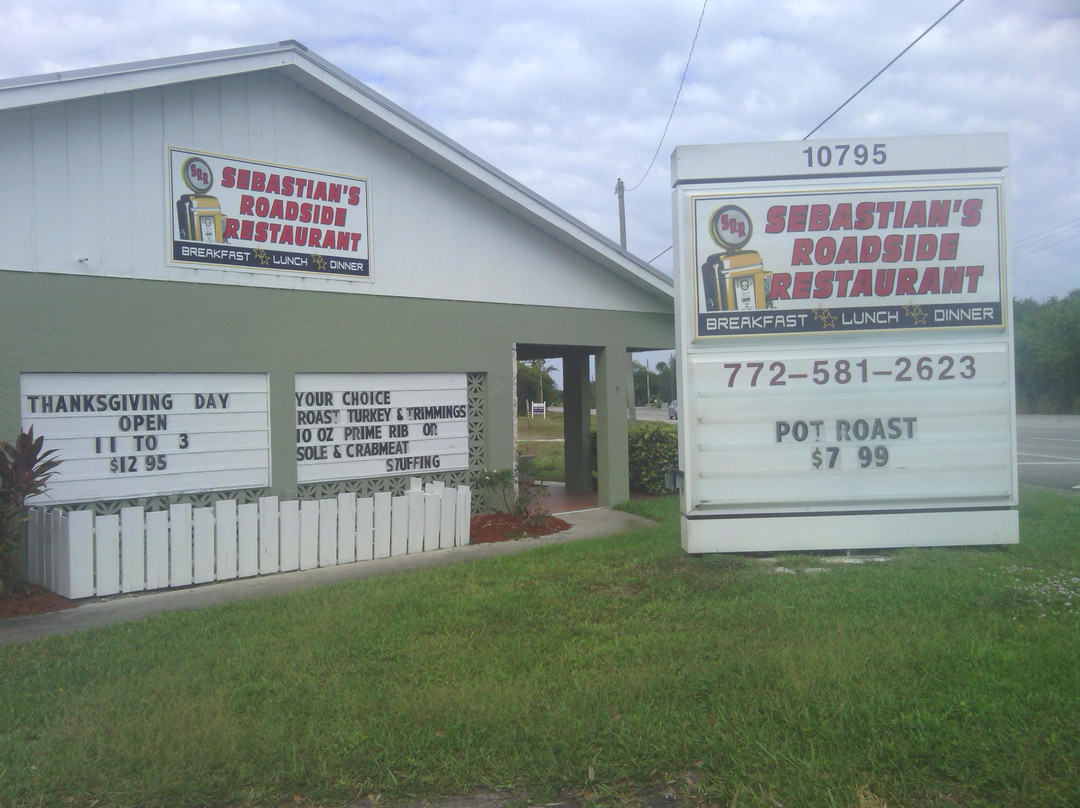 SRR
SEBASTIAN'S
ROADSIDE
RESTAURANT
BREAKFAST LUNCH DINNER
THANKSGIVING DAY
OPEN
11 TO 3
$12 95
YOUR CHOICE
ROAST TURKEY & TRIMMINGS
10 OZ PRIME RIB OR
SOLE & CRABMEAT
STUFFING
10795
SRR
SEBASTIAN'S
ROADSIDE
RESTAURANT
BREAKFAST LUNCH DINNER
772-581-2623
POT ROAST
$7 99